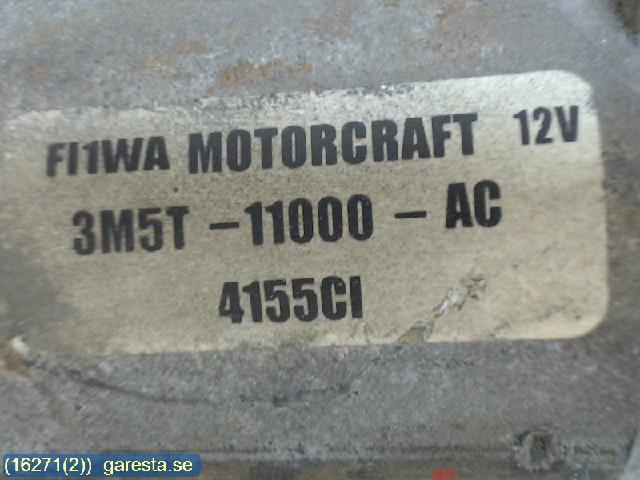 FI1WA MOTORCRAFT 12V
3M5T -11000 - AC
4155CI
(16271(2)) garesta.se